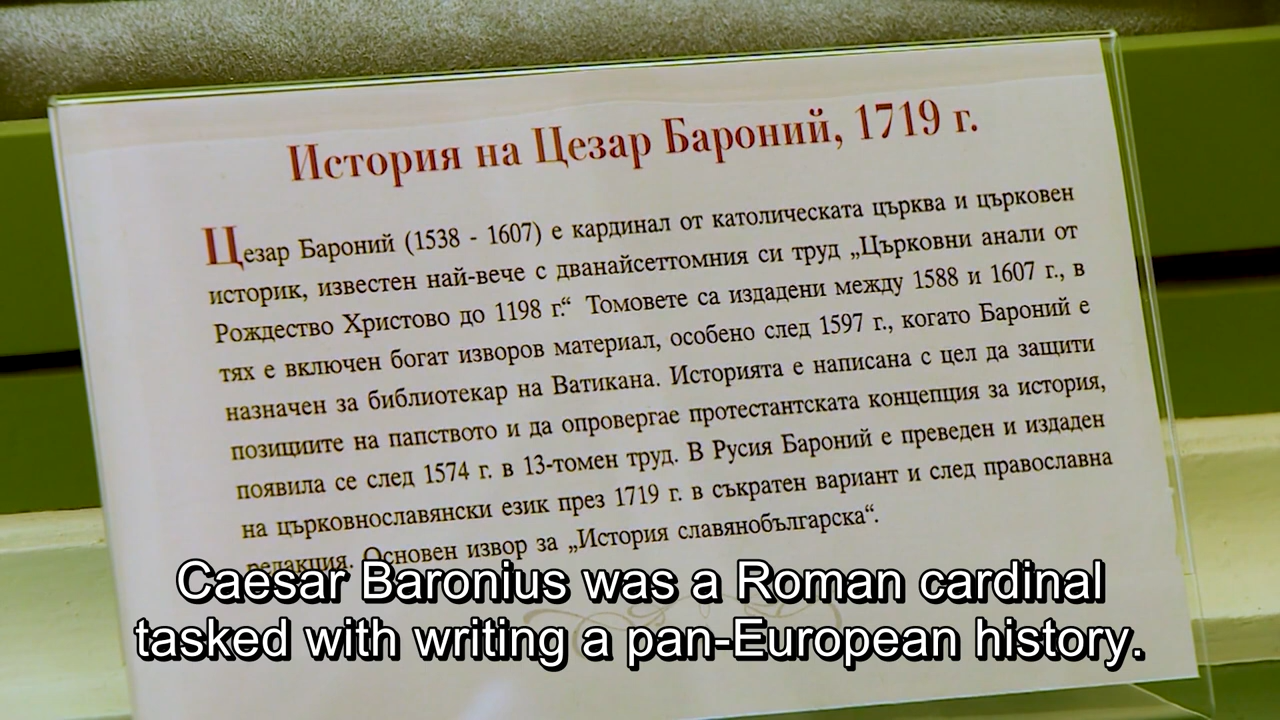 История на Цезар Бароний, 1719 г.
Цезар Бароний (1538 - 1607) е кардинал от католическата църква и църковен
историк, известен най-вече с дванайсеттомния си труд „Църковни анали от
Рождество Христово до 1198 г.“ Томовете са издадени между 1588 и 1607 г., в
тях е включен богат изворов материал, особено след 1597 г., когато Бароний е
назначен за библиотекар на Ватикана. Историята е написана с цел да защити
позициите на папството и да опровергае протестантската концепция за история,
появила се след 1574 г. в 13-томен труд. В Русия Бароний е преведен и издаден
на църковнославянски език през 1719 г. в съкратен вариант и след православна
редакция. Основен извор за „История славянобългарска“.
Caesar Baronius was a Roman cardinal
tasked with writing a pan-European history.